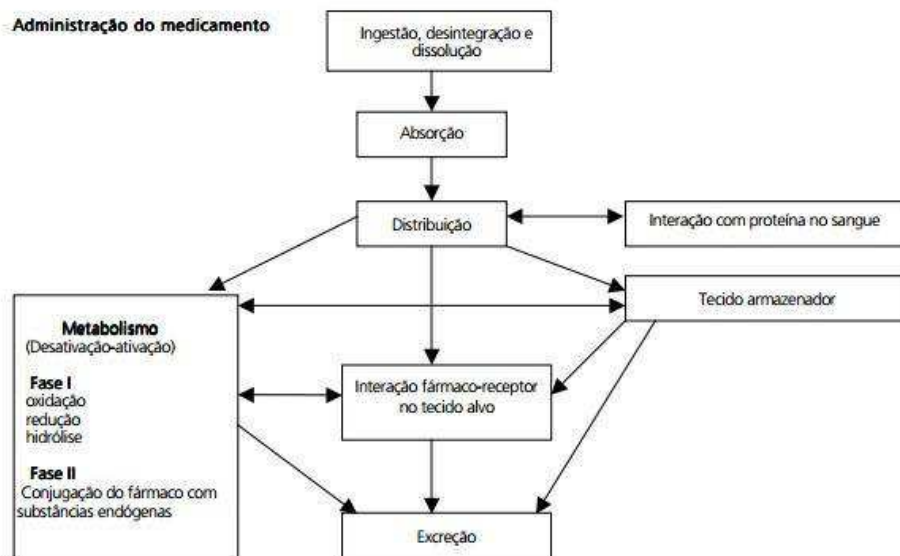 Administração do medicamento
Ingestão, desintegração e
dissolução
Absorção
Distribuição
Interação com proteína no sangue
Tecido armazenador
Metabolismo
(Desativação-ativação)
Fase I
oxidação
redução
hidrólise
Fase II
Conjugação do fármaco com
substâncias endógenas
Interação fármaco-receptor
no tecido alvo
Excreção